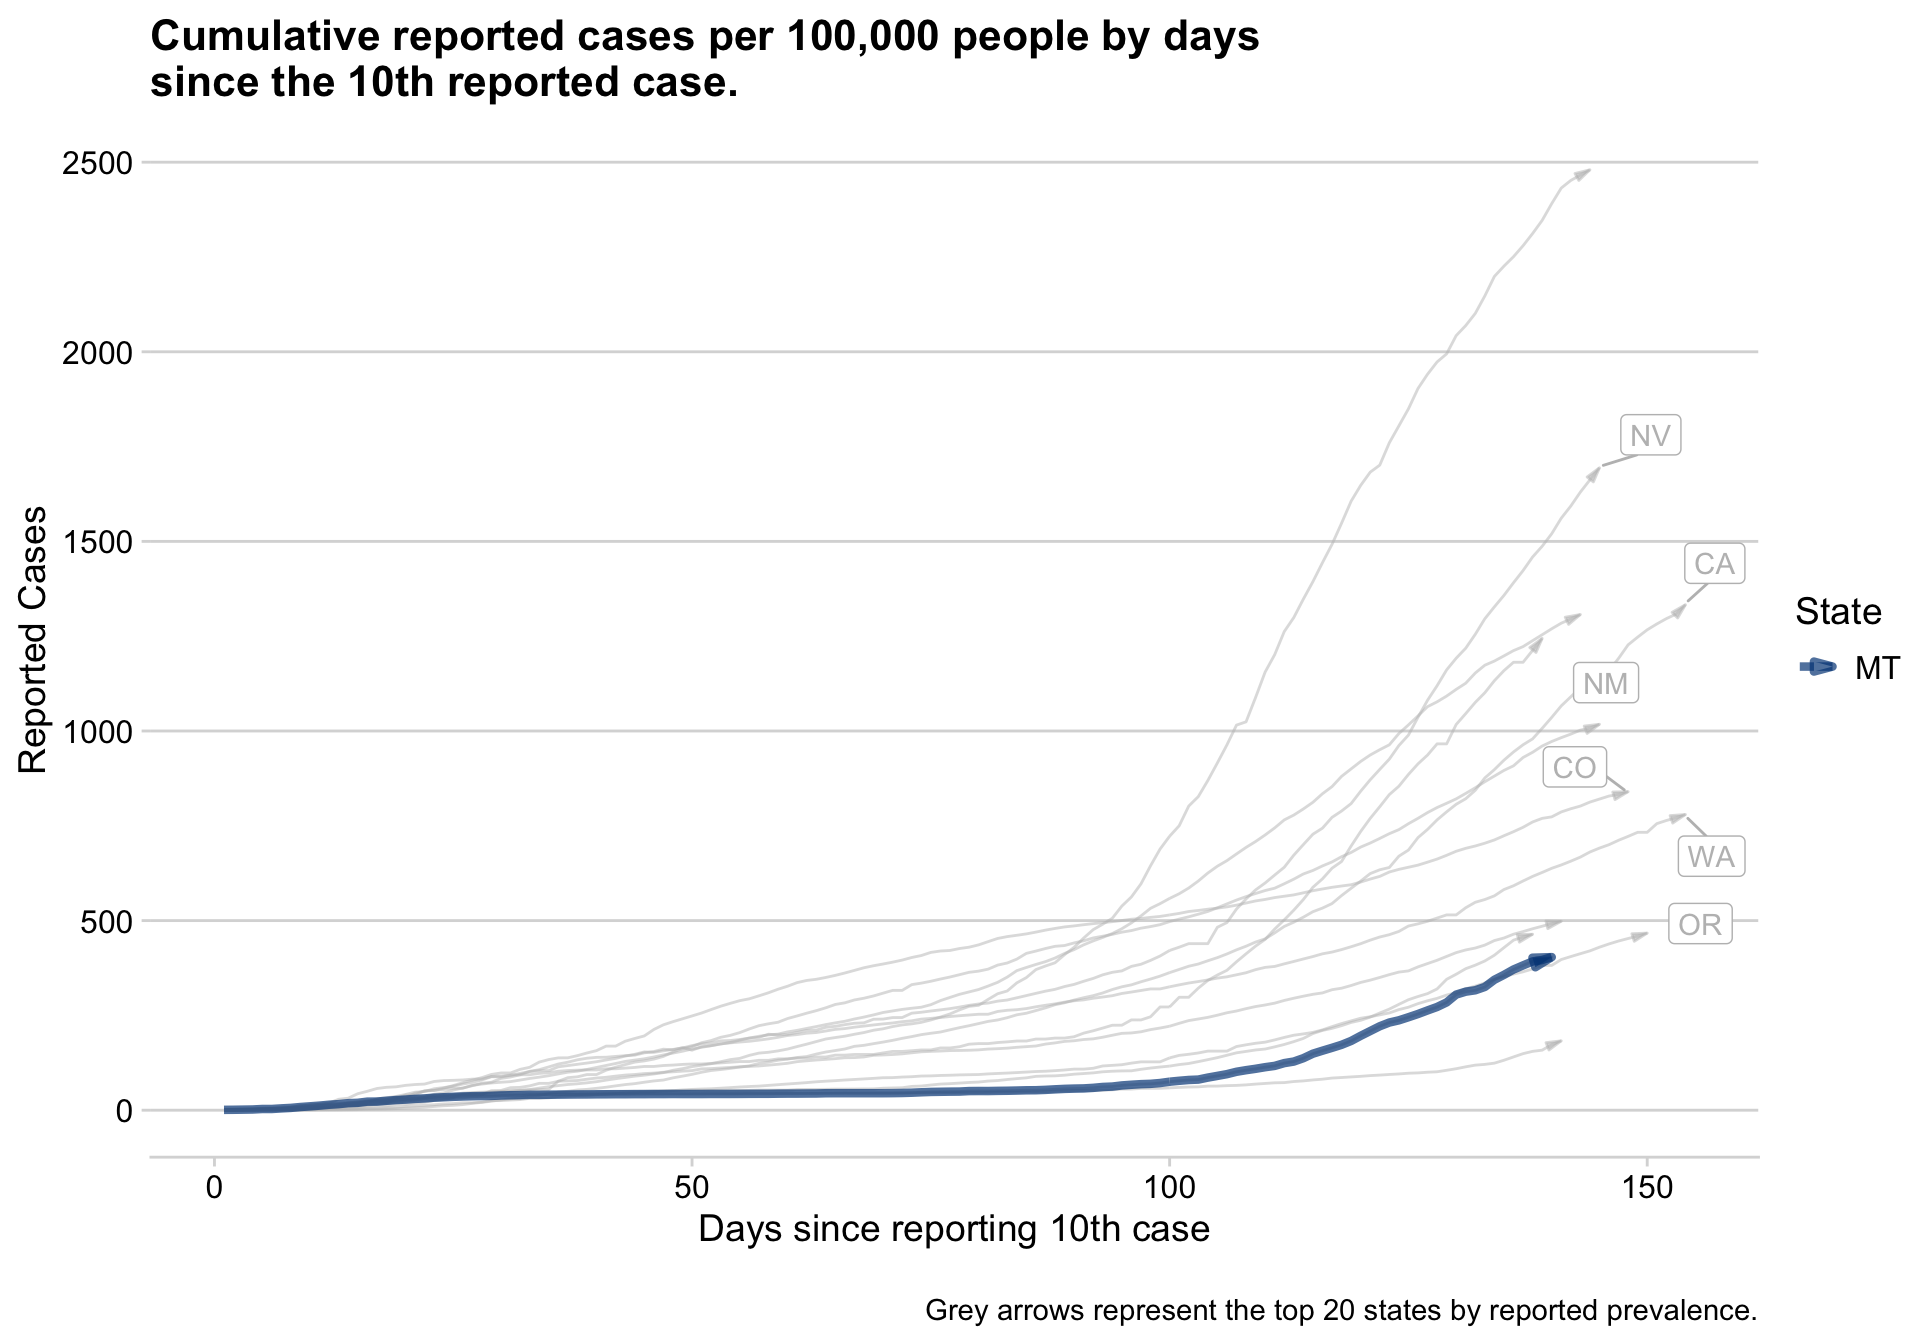 Cumulative reported cases per 100,000 people by days
since the 10th reported case.
2500
2000
1500
1000
500
0
Reported Cases
NV
CA
NM
CO
WA
OR
State
MT
0
50
100
150
Days since reporting 10th case
Grey arrows represent the top 20 states by reported prevalence.